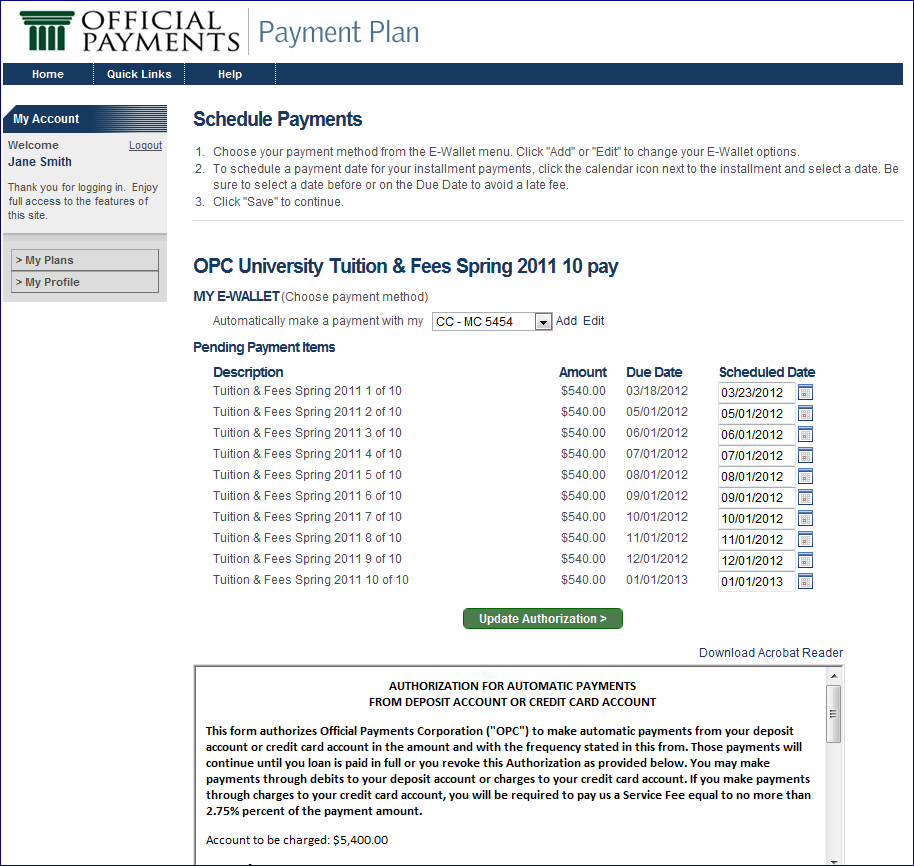 OFFICIAL
PAYMENTS
Payment Plan
Home Quick Links Help
My Account
Welcome Logout
Jane Smith
Thank you for logging in. Enjoy
full access to the features of
this site.
> My Plans
> My Profile
Schedule Payments
1. Choose your payment method from the E-Wallet menu. Click "Add" or "Edit" to change your E-Wallet options.
2. To schedule a payment date for your installment payments, click the calendar icon next to the installment and select a date. Be
sure to select a date before or on the Due Date to avoid a late fee.
3. Click "Save" to continue.
OPC University Tuition & Fees Spring 2011 10 pay
MY E-WALLET (Choose payment method)
Automatically make a payment with my CC - MC 5454 Add Edit
Pending Payment Items
Description Amount Due Date Scheduled Date
Tuition & Fees Spring 2011 1 of 10 $540.00 03/18/2012 03/23/2012
Tuition & Fees Spring 2011 2 of 10 $540.00 05/01/2012 05/01/2012
Tuition & Fees Spring 2011 3 of 10 $540.00 06/01/2012 06/01/2012
Tuition & Fees Spring 2011 4 of 10 $540.00 07/01/2012 07/01/2012
Tuition & Fees Spring 2011 5 of 10 $540.00 08/01/2012 08/01/2012
Tuition & Fees Spring 2011 6 of 10 $540.00 09/01/2012 09/01/2012
Tuition & Fees Spring 2011 7 of 10 $540.00 10/01/2012 10/01/2012
Tuition & Fees Spring 2011 8 of 10 $540.00 11/01/2012 11/01/2012
Tuition & Fees Spring 2011 9 of 10 $540.00 12/01/2012 12/01/2012
Tuition & Fees Spring 2011 10 of 10 $540.00 01/01/2013 01/01/2013
Update Authorization >
Download Acrobat Reader
AUTHORIZATION FOR AUTOMATIC PAYMENTS
FROM DEPOSIT ACCOUNT OR CREDIT CARD ACCOUNT
This form authorizes Official Payments Corporation ("OPC") to make automatic payments from your deposit
account or credit card account in the amount and with the frequency stated in this from. Those payments will
continue until you loan is paid in full or you revoke this Authorization as provided below. You may make
payments through debits to your deposit account or charges to your credit card account. If you make payments
through charges to your credit card account, you will be required to pay us a Service Fee equal to no more than
2.75% percent of the payment amount.
Account to be charged: $5,400.00